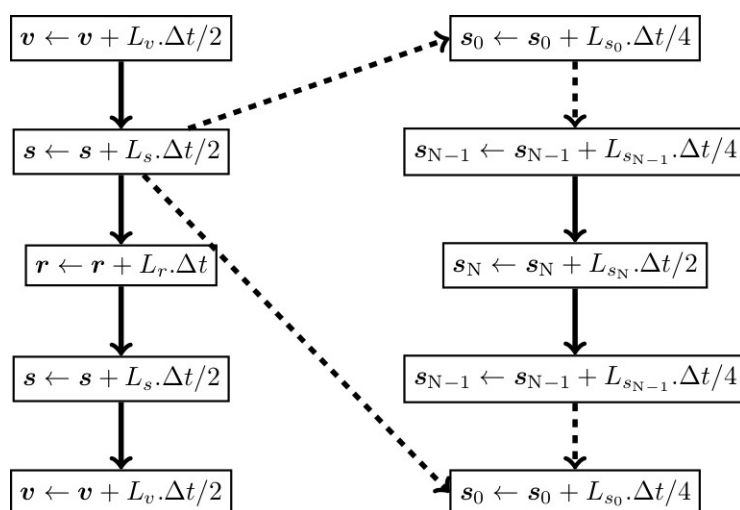 v ← v + L_v.Δt/2
s ← s + L_s.Δt/2
r ← r + L_r.Δt
s ← s + L_s.Δt/2
v ← v + L_v.Δt/2
s_0 ← s_0 + L_{s_0}.Δt/4
s_{N−1} ← s_{N−1} + L_{s_{N−1}}.Δt/4
s_N ← s_N + L_{s_N}.Δt/2
s_{N−1} ← s_{N−1} + L_{s_{N−1}}.Δt/4
s_0 ← s_0 + L_{s_0}.Δt/4